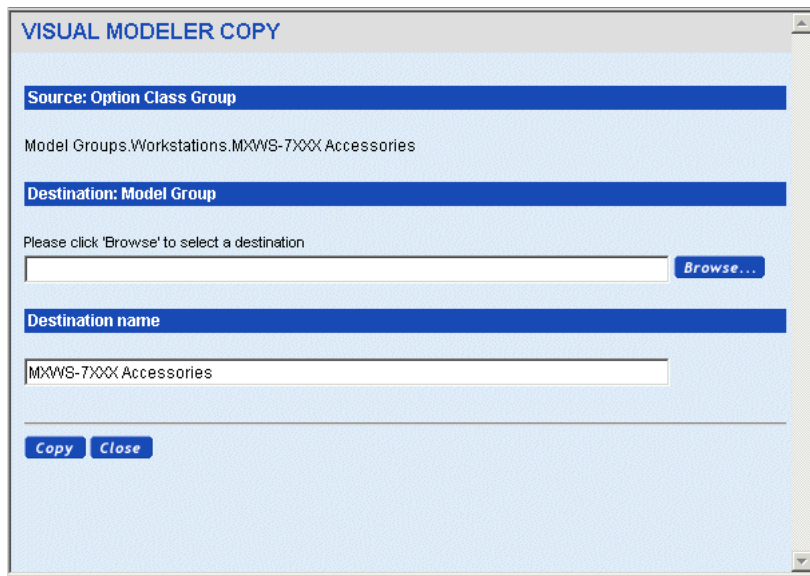 VISUAL MODELER COPY
Source: Option Class Group
Model Groups.Workstations.MXWS-7XXX Accessories
Destination: Model Group
Please click 'Browse' to select a destination
Browse...
Destination name
MXWS-7XXX Accessories
Copy Close